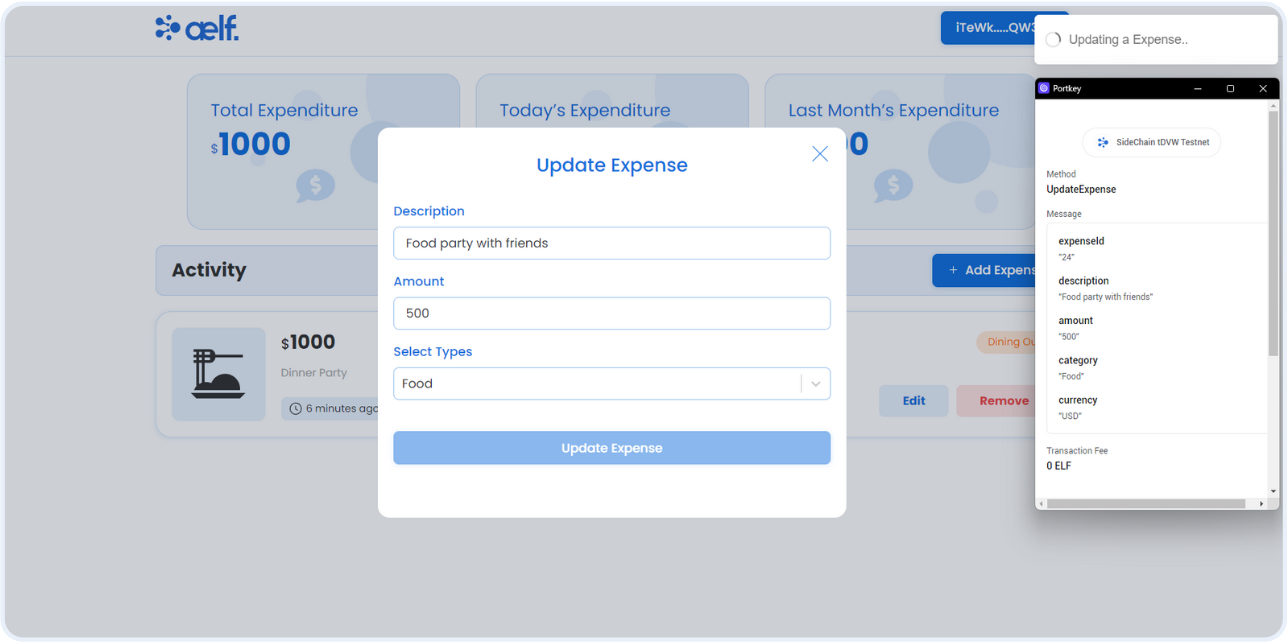 ælf.
iTeWk.....QW3
Updating a Expense..
Portkey
Total Expenditure
$1000
Today's Expenditure
Last Month's Expenditure
00
SideChain tDVW Testnet
Update Expense
Method
UpdateExpense
Message
Description
Food party with friends
Amount
500
Select Types
Food
Update Expense
expenseId
"24"
description
"Food party with friends"
amount
"500"
category
"Food"
currency
"USD"
Transaction Fee
0 ELF
Activity
+ Add Expens
$1000
Dinner Party
6 minutes ago
Dining Ou
Edit
Remove